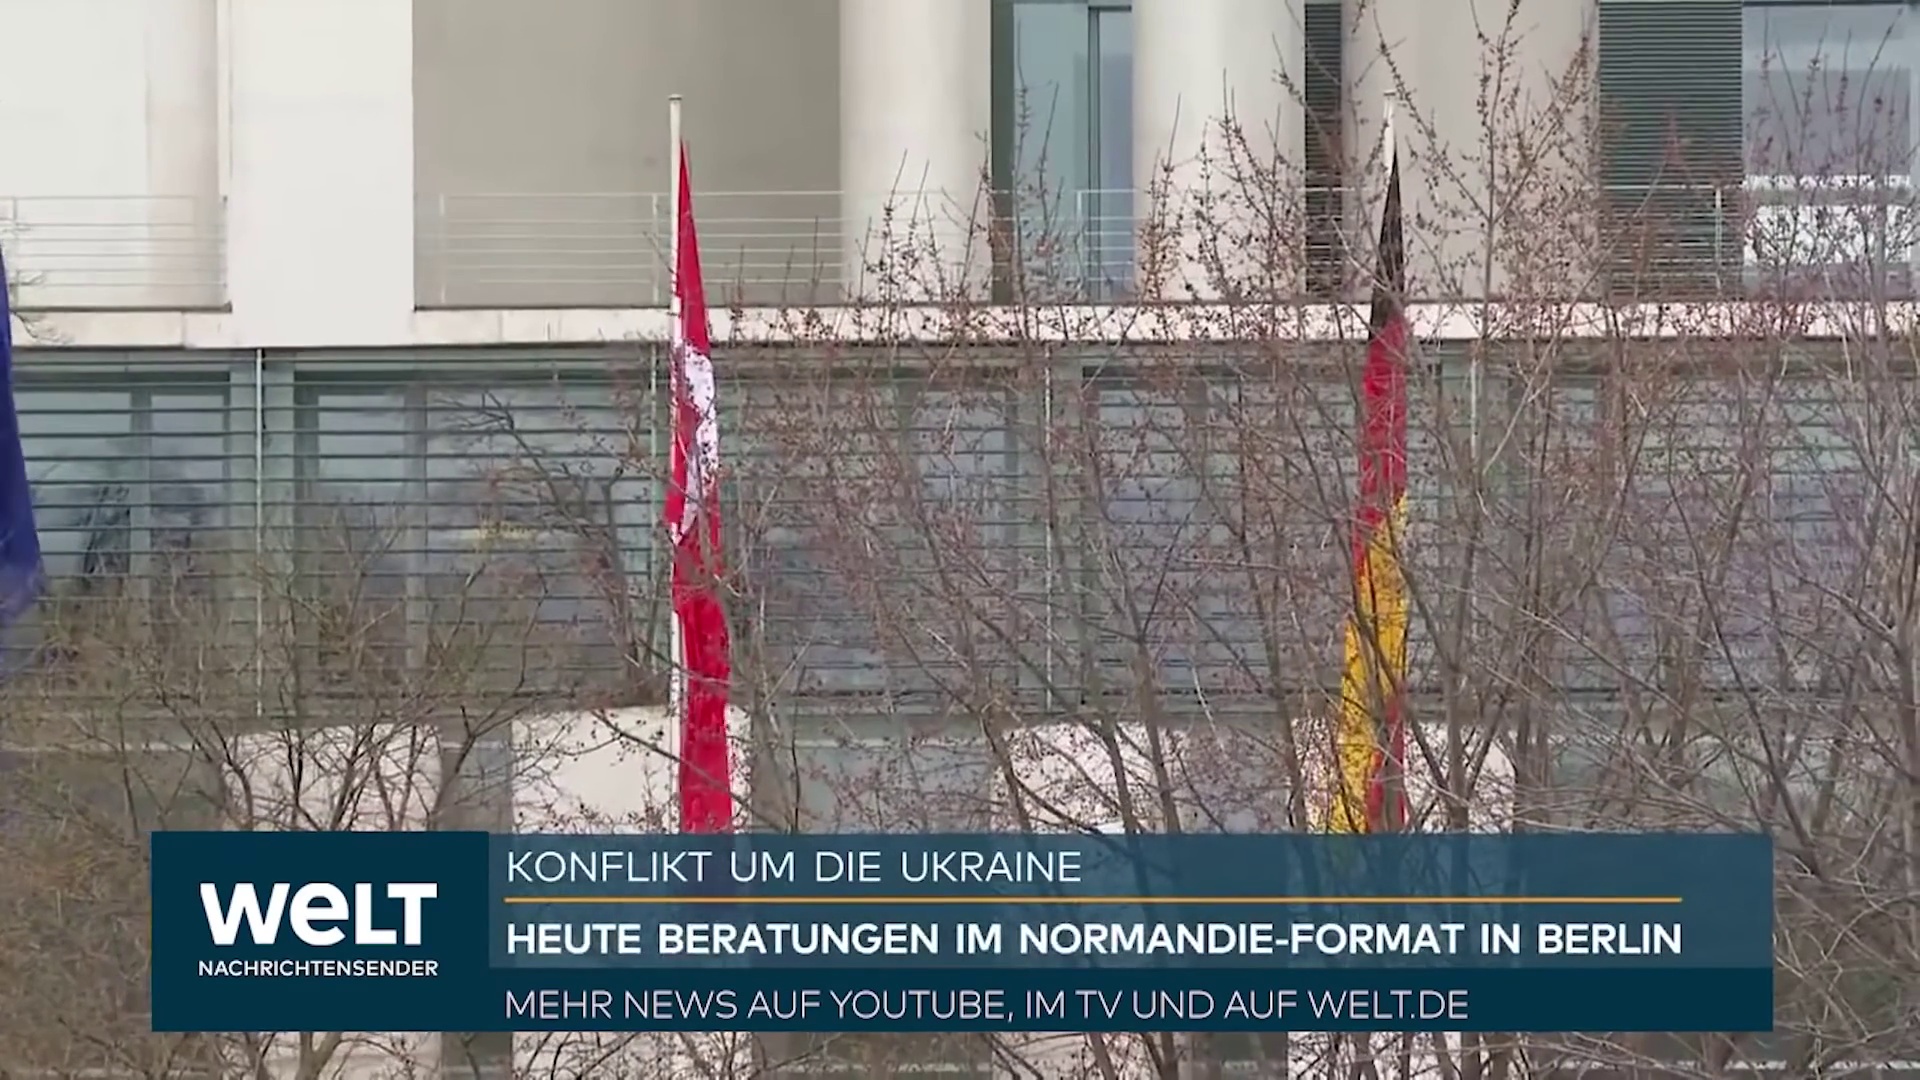 KONFLIKT UM DIE UKRAINE
WELT
NACHRICHTENSENDER
HEUTE BERATUNGEN IM NORMANDIE-FORMAT IN BERLIN
MEHR NEWS AUF YOUTUBE, IM TV UND AUF WELT.DE